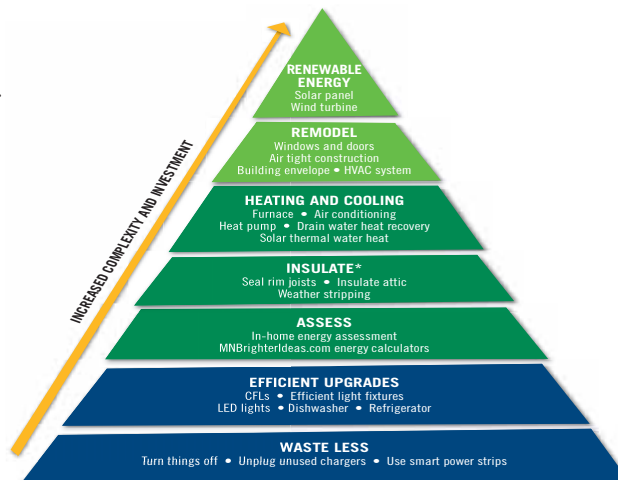 INCREASED COMPLEXITY AND INVESTMENT
RENEWABLE
ENERGY
Solar panel
Wind turbine
REMODEL
Windows and doors
Air tight construction
Building envelope • HVAC system
HEATING AND COOLING
Furnace • Air conditioning
Heat pump • Drain water heat recovery
Solar thermal water heat
INSULATE*
Seal rim joists • Insulate attic
Weather stripping
ASSESS
In-home energy assessment
MNBrighterIdeas.com energy calculators
EFFICIENT UPGRADES
CFLs • Efficient light fixtures
LED lights • Dishwasher • Refrigerator
WASTE LESS
Turn things off • Unplug unused chargers • Use smart power strips